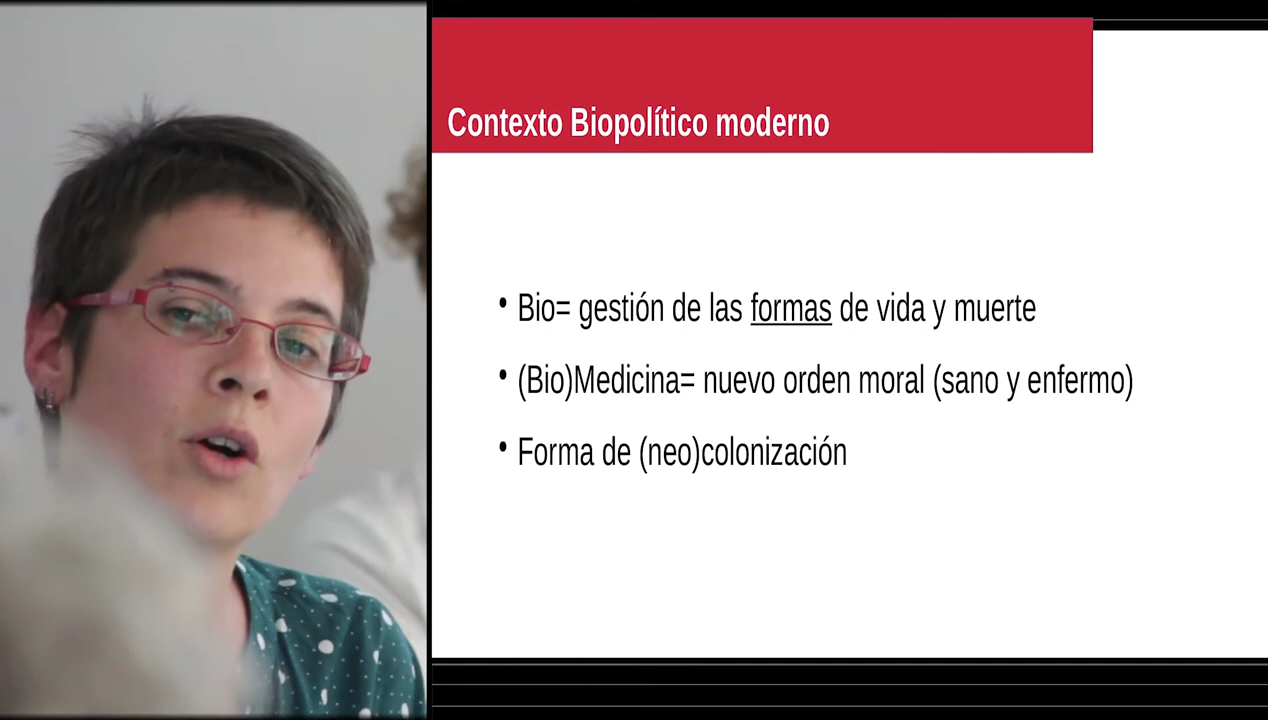 Contexto Biopolítico moderno
• Bio= gestión de las formas de vida y muerte
• (Bio)Medicina= nuevo orden moral (sano y enfermo)
• Forma de (neo)colonización